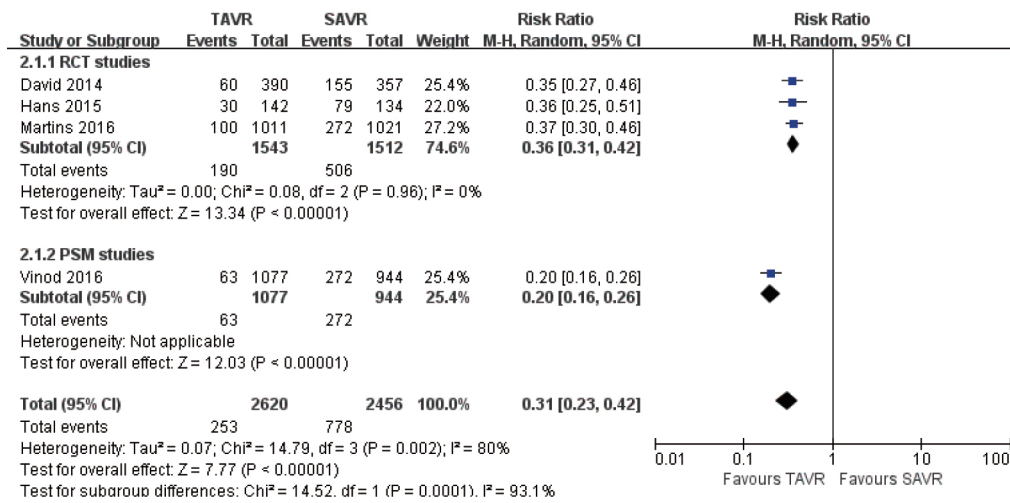 TAVR SAVR Risk Ratio Risk Ratio
Study or Subgroup Events Total Events Total Weight M-H, Random, 95% CI M-H, Random, 95% CI
2.1.1 RCT studies
David 2014 60 390 155 357 25.4% 0.35 [0.27, 0.46]
Hans 2015 30 142 79 134 22.0% 0.36 [0.25, 0.51]
Martins 2016 100 1011 272 1021 27.2% 0.37 [0.30, 0.46]
Subtotal (95% CI) 1543 1512 74.6% 0.36 [0.31, 0.42]
Total events 190 506
Heterogeneity: Tau² = 0.00; Chi² = 0.08, df = 2 (P = 0.96); I² = 0%
Test for overall effect: Z = 13.34 (P < 0.00001)
2.1.2 PSM studies
Vinod 2016 63 1077 272 944 25.4% 0.20 [0.16, 0.26]
Subtotal (95% CI) 1077 944 25.4% 0.20 [0.16, 0.26]
Total events 63 272
Heterogeneity: Not applicable
Test for overall effect: Z = 12.03 (P < 0.00001)
Total (95% CI) 2620 2456 100.0% 0.31 [0.23, 0.42]
Total events 253 778
Heterogeneity: Tau² = 0.07; Chi² = 14.79, df = 3 (P = 0.002); I² = 80%
Test for overall effect: Z = 7.77 (P < 0.00001)
Test for subgroup differences: Chi² = 14.52, df = 1 (P = 0.0001), I² = 93.1%
0.01 0.1 1 10 100
Favours TAVR Favours SAVR